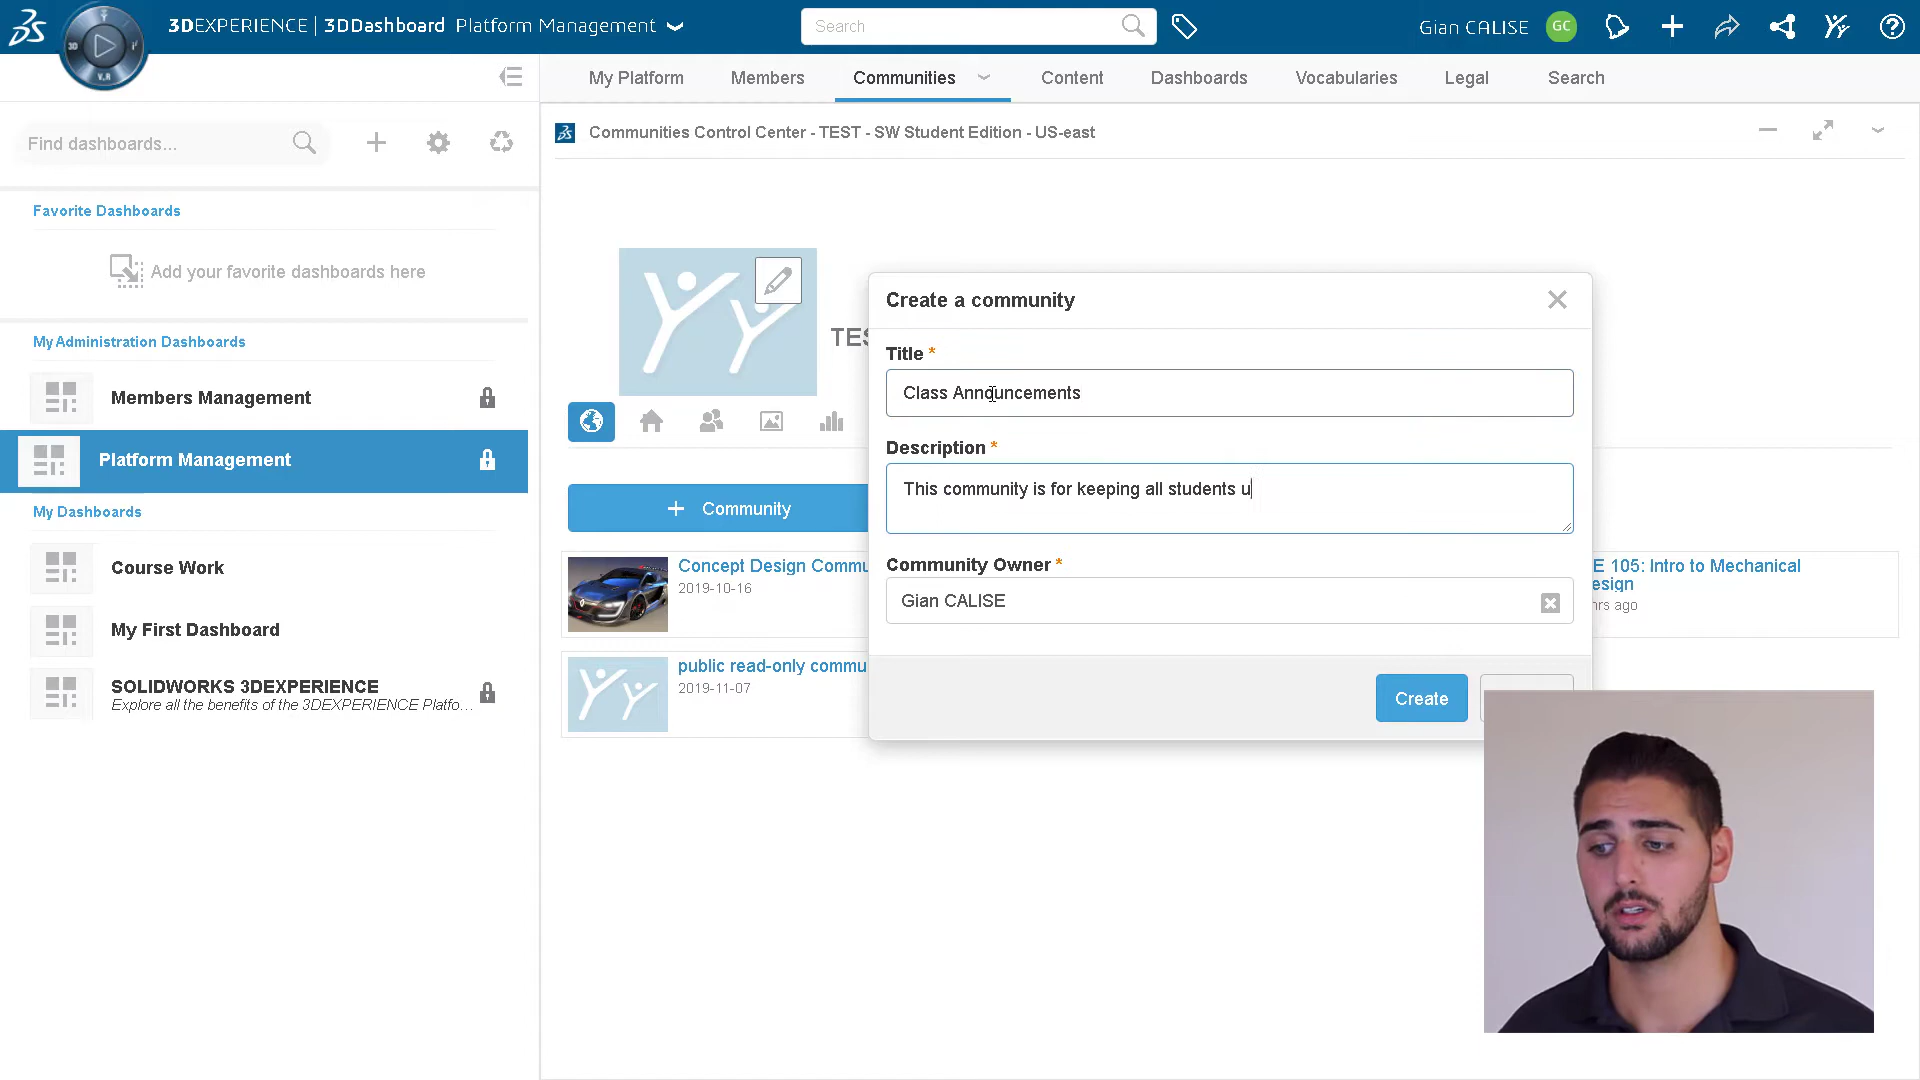 3DEXPERIENCE | 3DDashboard Platform Management
Search
Gian CALISE GC
3D
V.R
My Platform Members Communities Content Dashboards Vocabularies Legal Search
Find dashboards...
Communities Control Center - TEST - SW Student Edition - US-east
Favorite Dashboards
Add your favorite dashboards here
My Administration Dashboards
Members Management
Platform Management
My Dashboards
Course Work
My First Dashboard
SOLIDWORKS 3DEXPERIENCE
Explore all the benefits of the 3DEXPERIENCE Platfo...
TES
+ Community
Concept Design Commu
2019-10-16
public read-only commu
2019-11-07
E 105: Intro to Mechanical
esign
hrs ago
Create a community
Title *
Class Announcements
Description *
This community is for keeping all students u
Community Owner *
Gian CALISE
Create